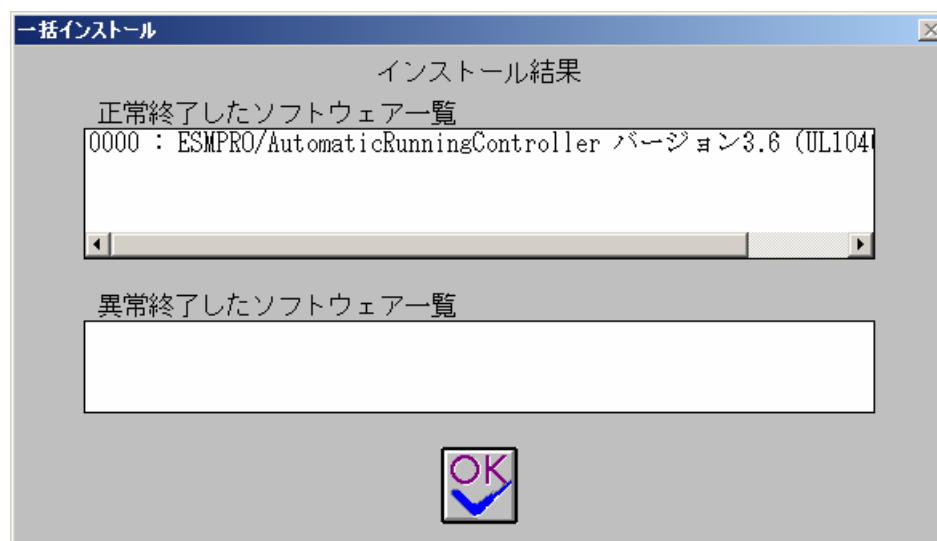 一括インストール
インストール結果
正常終了したソフトウェア一覧
0000 : ESMPRO/AutomaticRunningController バージョン3.6 (UL104
異常終了したソフトウェア一覧
OK